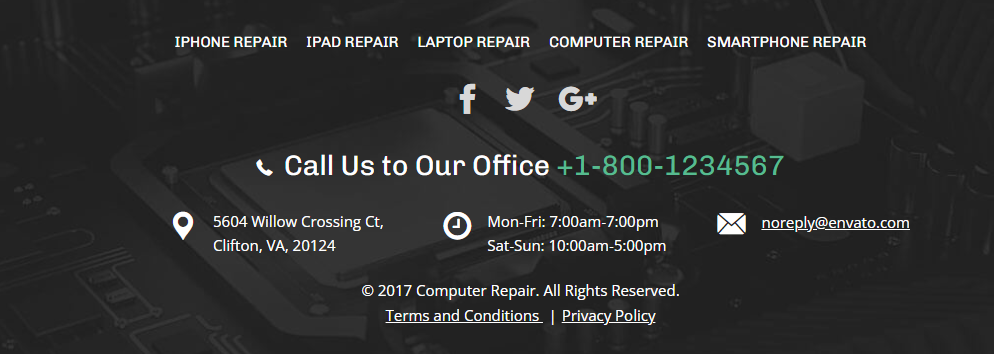 IPHONE REPAIR IPAD REPAIR LAPTOP REPAIR COMPUTER REPAIR SMARTPHONE REPAIR
f G+
Call Us to Our Office +1-800-1234567
5604 Willow Crossing Ct,
Clifton, VA, 20124
Mon-Fri: 7:00am-7:00pm
Sat-Sun: 10:00am-5:00pm
noreply@envato.com
© 2017 Computer Repair. All Rights Reserved.
Terms and Conditions | Privacy Policy